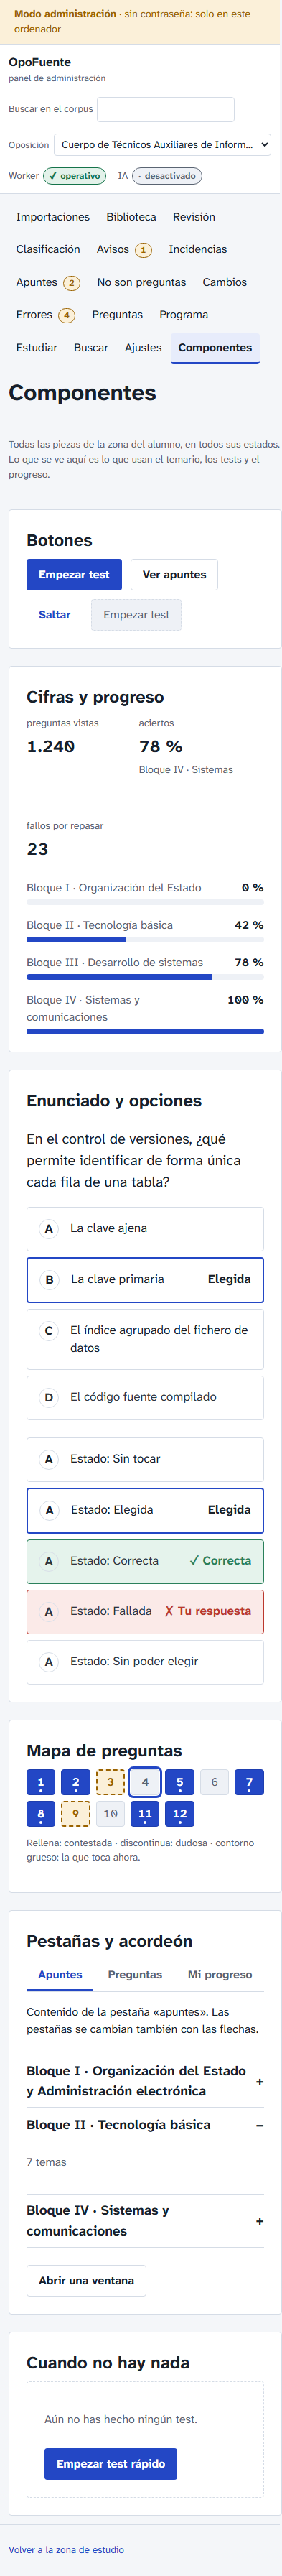 Modo administración · sin contraseña: solo en este
ordenador
OpoFuente
panel de administración
Buscar en el corpus
Oposición Cuerpo de Técnicos Auxiliares de Inform...
Worker ✓ operativo IA · desactivado
Importaciones Biblioteca Revisión
Clasificación Avisos 1 Incidencias
Apuntes 2 No son preguntas Cambios
Errores 4 Preguntas Programa
Estudiar Buscar Ajustes Componentes
Componentes
Todas las piezas de la zona del alumno, en todos sus estados.
Lo que se ve aquí es lo que usan el temario, los tests y el
progreso.
Botones
Empezar test Ver apuntes
Saltar Empezar test
Cifras y progreso
preguntas vistas aciertos
1.240 78 %
Bloque IV · Sistemas
fallos por repasar
23
Bloque I · Organización del Estado 0 %
Bloque II · Tecnología básica 42 %
Bloque III · Desarrollo de sistemas 78 %
Bloque IV · Sistemas y 100 %
comunicaciones
Enunciado y opciones
En el control de versiones, ¿qué
permite identificar de forma única
cada fila de una tabla?
A La clave ajena
B La clave primaria Elegida
C El índice agrupado del fichero de
datos
D El código fuente compilado
A Estado: Sin tocar
A Estado: Elegida Elegida
A Estado: Correcta ✓ Correcta
A Estado: Fallada ✗ Tu respuesta
A Estado: Sin poder elegir
Mapa de preguntas
1 2 3 4 5 6 7
8 9 10 11 12
Rellena: contestada · discontinua: dudosa · contorno
grueso: la que toca ahora.
Pestañas y acordeón
Apuntes Preguntas Mi progreso
Contenido de la pestaña «apuntes». Las
pestañas se cambian también con las flechas.
Bloque I · Organización del Estado
y Administración electrónica +
Bloque II · Tecnología básica −
7 temas
Bloque IV · Sistemas y
comunicaciones +
Abrir una ventana
Cuando no hay nada
Aún no has hecho ningún test.
Empezar test rápido
Volver a la zona de estudio